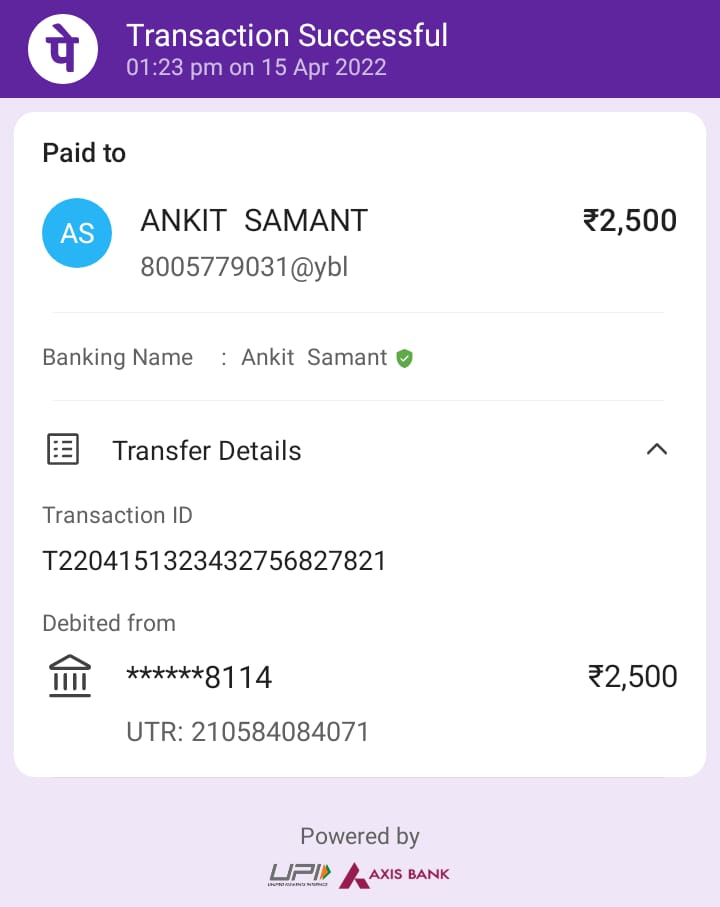 पे
Transaction Successful
01:23 pm on 15 Apr 2022
Paid to
AS
ANKIT SAMANT
₹2,500
8005779031@ybl
Banking Name : Ankit Samant
Transfer Details
Transaction ID
T2204151323432756827821
Debited from
******8114
₹2,500
UTR: 210584084071
Powered by
UPI
UNIFIED PAYMENTS INTERFACE
AXIS BANK